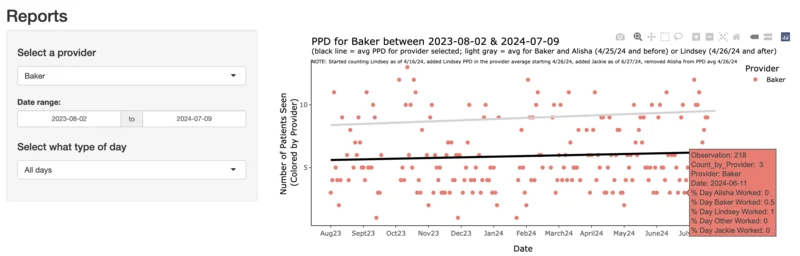 Reports
Select a provider
Baker
Date range:
2023-08-02 to 2024-07-09
Select what type of day
All days
PPD for Baker between 2023-08-02 & 2024-07-09
(black line = avg PPD for provider selected; light gray = avg for Baker and Alisha (4/25/24 and before) or Lindsey (4/26/24 and after)
NOTE: Started counting Lindsey as of 4/16/24, added Lindsey PPD in the provider average starting 4/26/24, added Jackie as of 6/27/24, removed Alisha from PPD avg 4/26/24
Provider
Baker
Number of Patients Seen
(Colored by Provider)
10
5
Observation: 218
Count_by_Provider: 3
Provider: Baker
Date: 2024-06-11
% Day Alisha Worked: 0
% Day Baker Worked: 0.5
% Day Lindsey Worked: 1
% Day Other Worked: 0
% Day Jackie Worked: 0
Aug23 Sept23 Oct23 Nov23 Dec23 Jan24 Feb24 March24 April24 May24 June24
Date